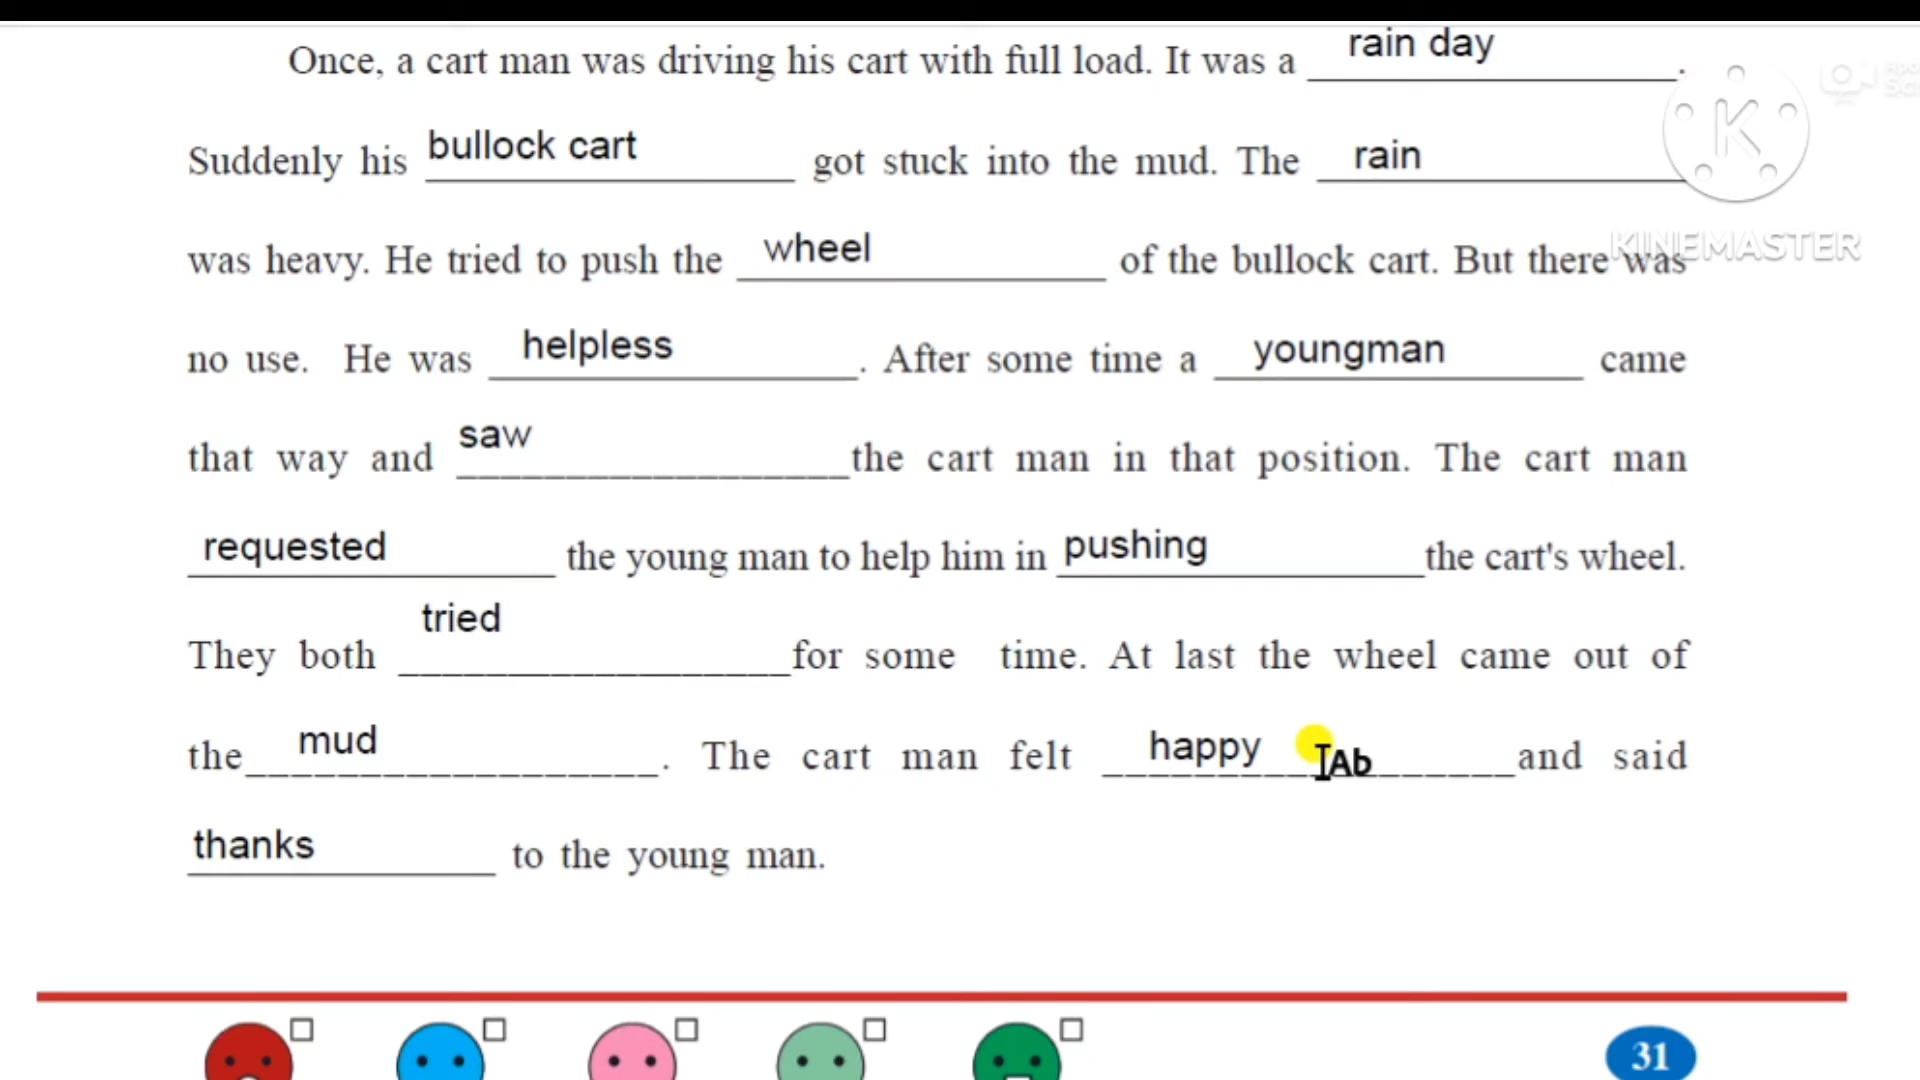 Once, a cart man was driving his cart with full load. It was a rain day.
Suddenly his bullock cart got stuck into the mud. The rain
was heavy. He tried to push the wheel of the bullock cart. But there was
no use. He was helpless. After some time a youngman came
that way and saw the cart man in that position. The cart man
requested the young man to help him in pushing the cart's wheel.
They both tried for some time. At last the wheel came out of
the mud. The cart man felt happy and said
thanks to the young man.
K
KINEMASTER
Ab
31